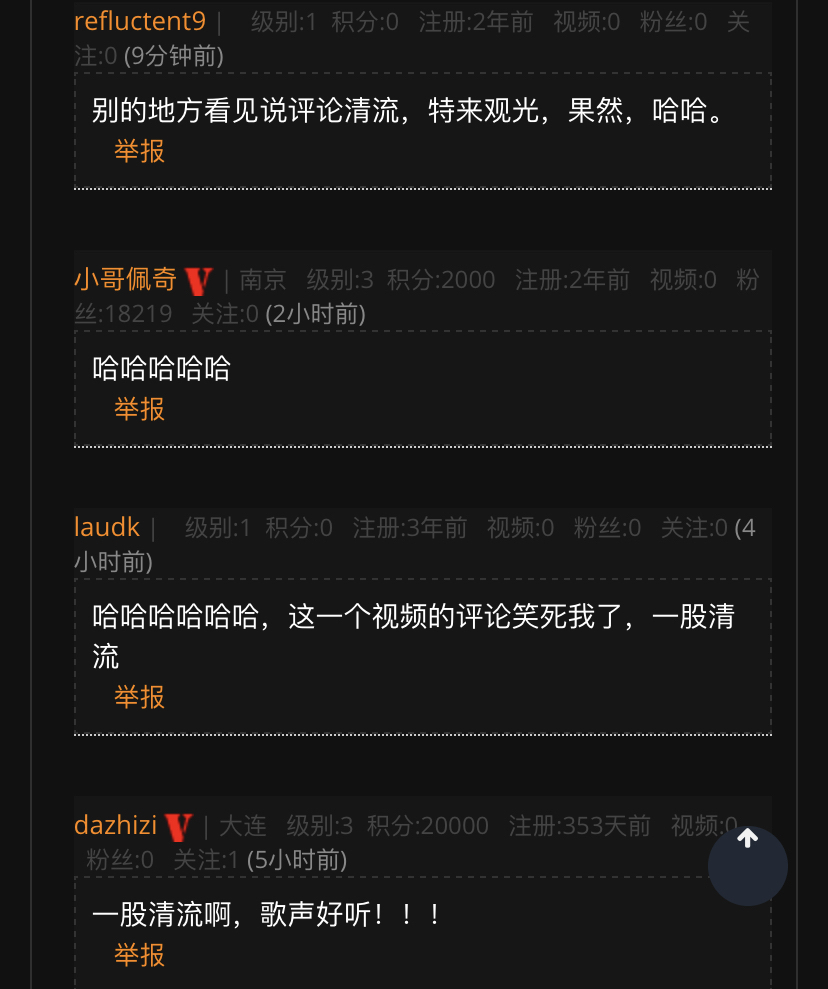 refluctent9 | 级别:1 积分:0 注册:2年前 视频:0 粉丝:0 关
注:0 (9分钟前)
别的地方看见说评论清流，特来观光，果然，哈哈。
举报
小哥佩奇 V | 南京 级别:3 积分:2000 注册:2年前 视频:0 粉
丝:18219 关注:0 (2小时前)
哈哈哈哈哈
举报
laudk | 级别:1 积分:0 注册:3年前 视频:0 粉丝:0 关注:0 (4
小时前)
哈哈哈哈哈哈，这一个视频的评论笑死我了，一股清
流
举报
dazhizi V | 大连 级别:3 积分:20000 注册:353天前 视频:0
粉丝:0 关注:1 (5小时前)
一股清流啊，歌声好听！！！
举报